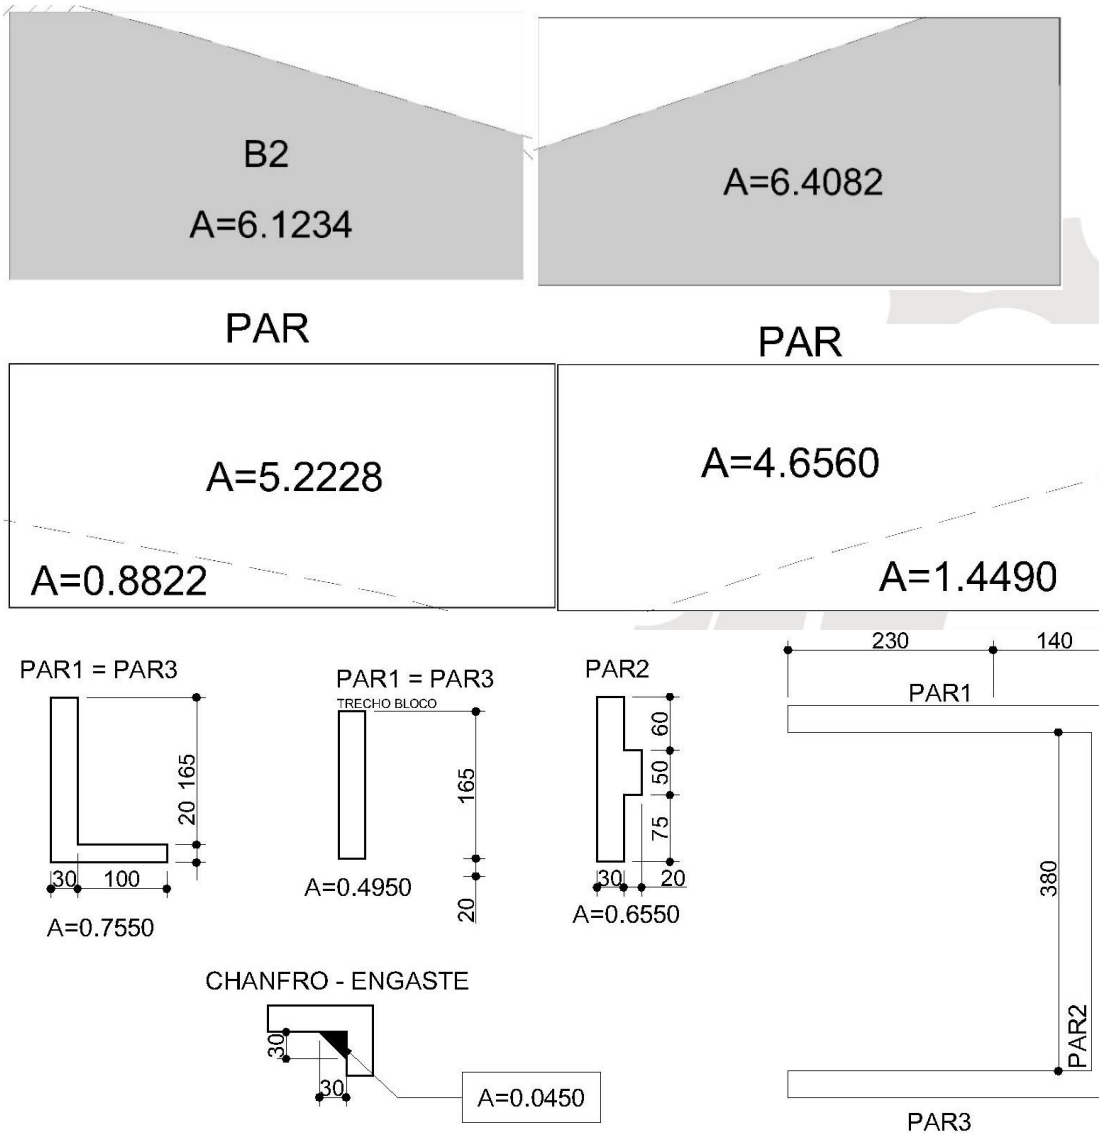 B2
A=6.1234
A=6.4082
PAR
PAR
A=5.2228
A=4.6560
A=0.8822
A=1.4490
PAR1 = PAR3
165
20
30
100
A=0.7550
PAR1 = PAR3
TRECHO BLOCO
165
20
A=0.4950
PAR2
60
50
75
30
20
A=0.6550
230
140
PAR1
380
PAR2
PAR3
CHANFRO - ENGASTE
30
30
A=0.0450